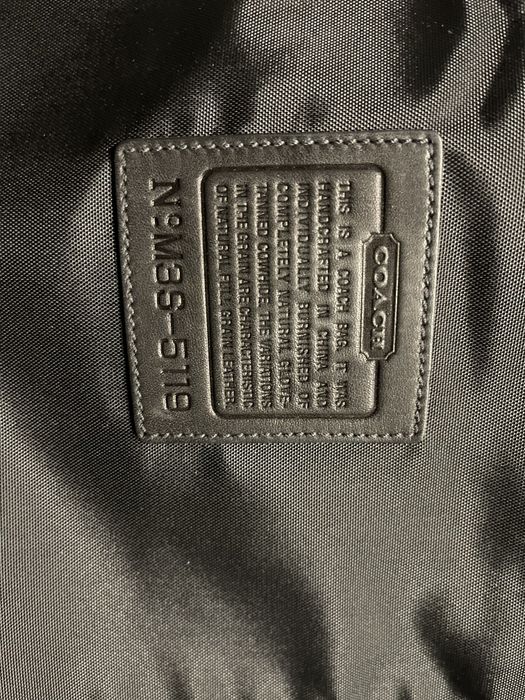 COACH
THIS IS A COACH BAG. IT WAS
HANDCRAFTED IN CHINA AND
INDIVIDUALLY BURNISHED OF
COMPLETELY NATURAL GLOVE-
TANNED COWHIDE. THE VARIATIONS
IN THE GRAIN ARE CHARACTERISTIC
OF NATURAL FULL GRAIN LEATHER.
NoM3S-5119